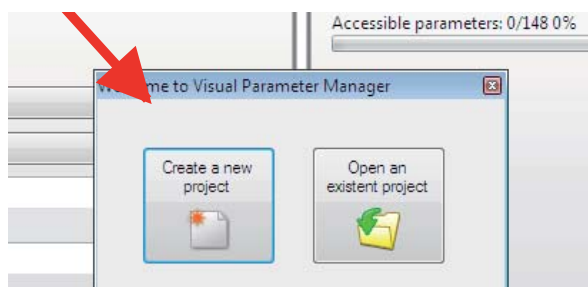 Accessible parameters: 0/148 0%
to Visual Parameter Manager
Create a new
project
Open an
existent project